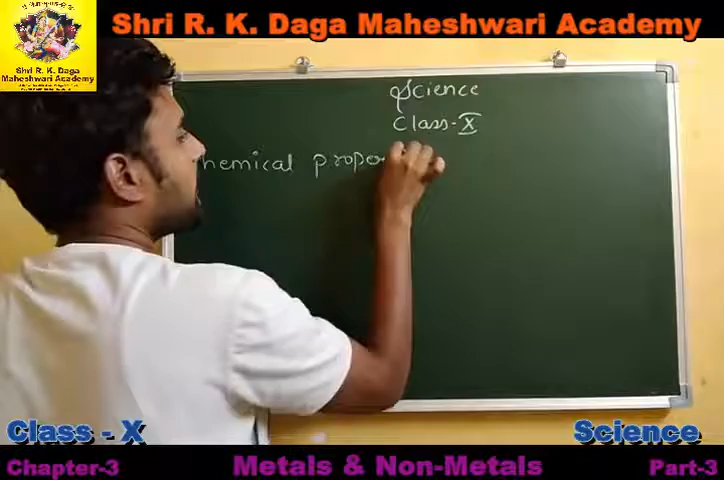 Shri R. K. Daga Maheshwari Academy
Shri R. K. Daga
Maheshwari Academy
Science
Class-X
hemical proper
Class - X
Science
Chapter-3
Metals & Non-Metals
Part-3